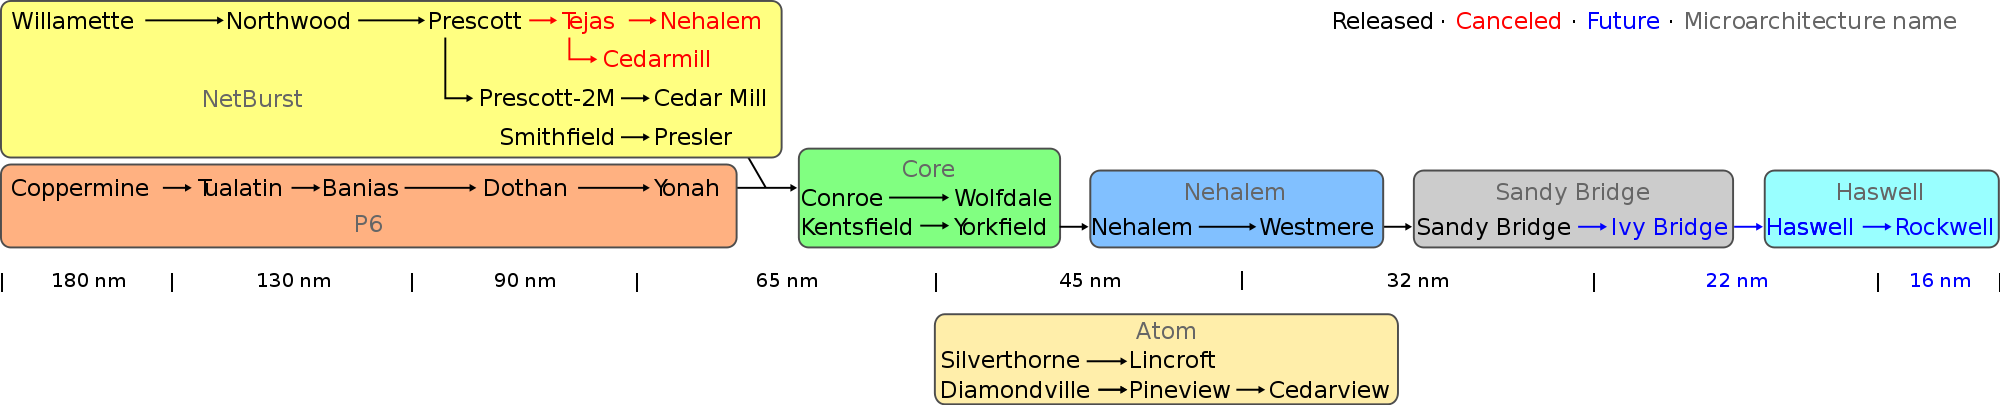 Willamette Northwood Prescott Tejas Nehalem
Released · Canceled · Future · Microarchitecture name
Cedarmill
NetBurst
Prescott-2M Cedar Mill
Smithfield Presler
Coppermine Tualatin Banias Dothan Yonah
P6
Core
Conroe Wolfdale
Kentsfield Yorkfield
Nehalem
Nehalem Westmere
Sandy Bridge
Sandy Bridge Ivy Bridge
Haswell
Haswell Rockwell
180 nm 130 nm 90 nm 65 nm 45 nm 32 nm 22 nm 16 nm
Atom
Silverthorne Lincroft
Diamondville Pineview Cedarview